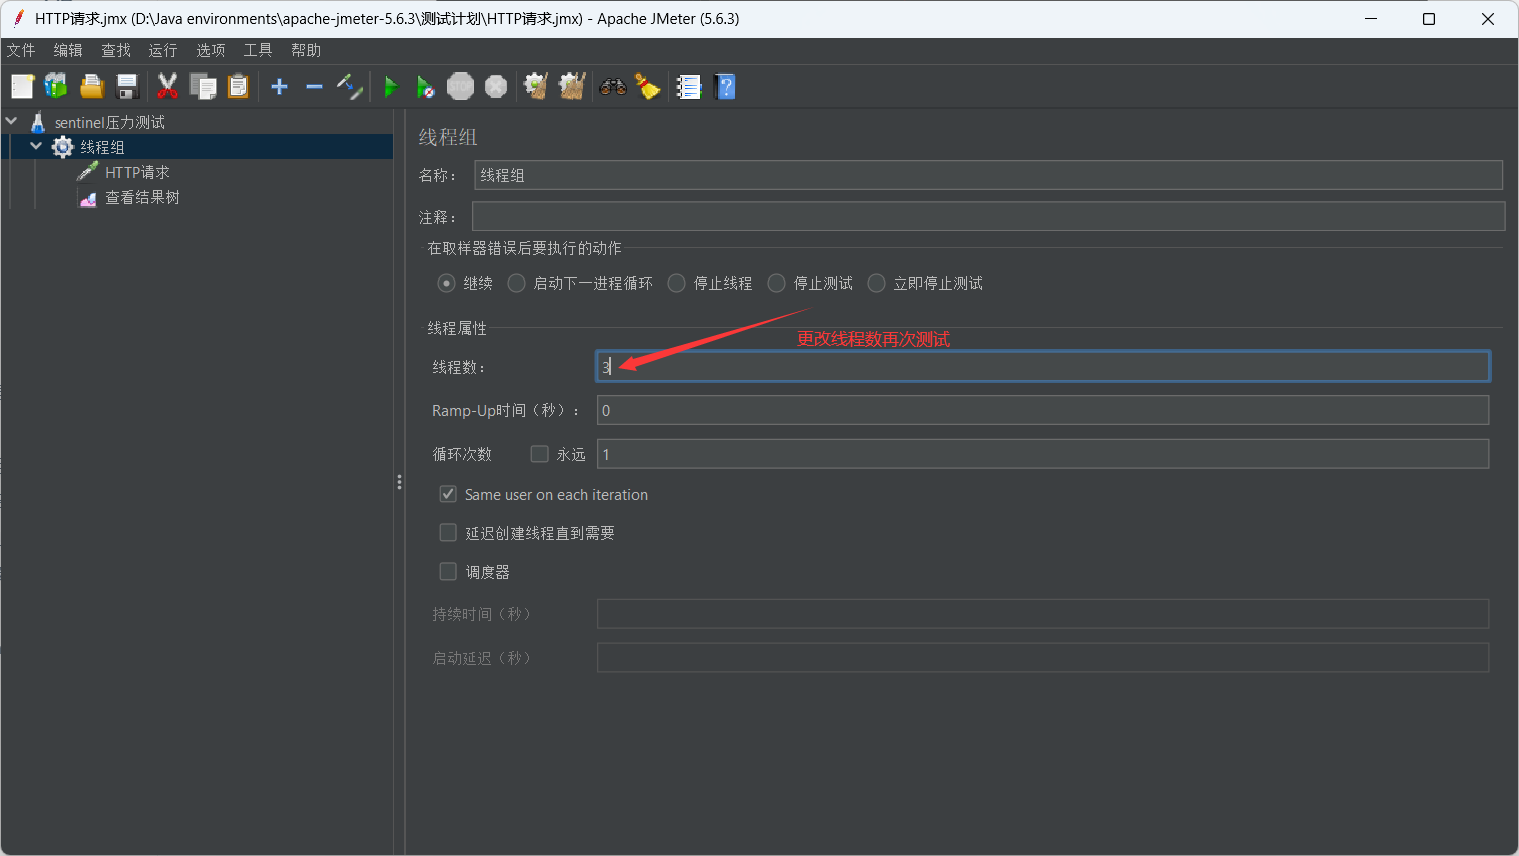 HTTP请求.jmx (D:\Java environments\apache-jmeter-5.6.3\测试计划\HTTP请求.jmx) - Apache JMeter (5.6.3)
文件 编辑 查找 运行 选项 工具 帮助
STOP
sentinel压力测试
线程组
HTTP请求
查看结果树
线程组
名称： 线程组
注释：
在取样器错误后要执行的动作
继续 启动下一进程循环 停止线程 停止测试 立即停止测试
线程属性
更改线程数再次测试
线程数： 3
Ramp-Up时间（秒）： 0
循环次数 永远 1
Same user on each iteration
延迟创建线程直到需要
调度器
持续时间（秒）
启动延迟（秒）